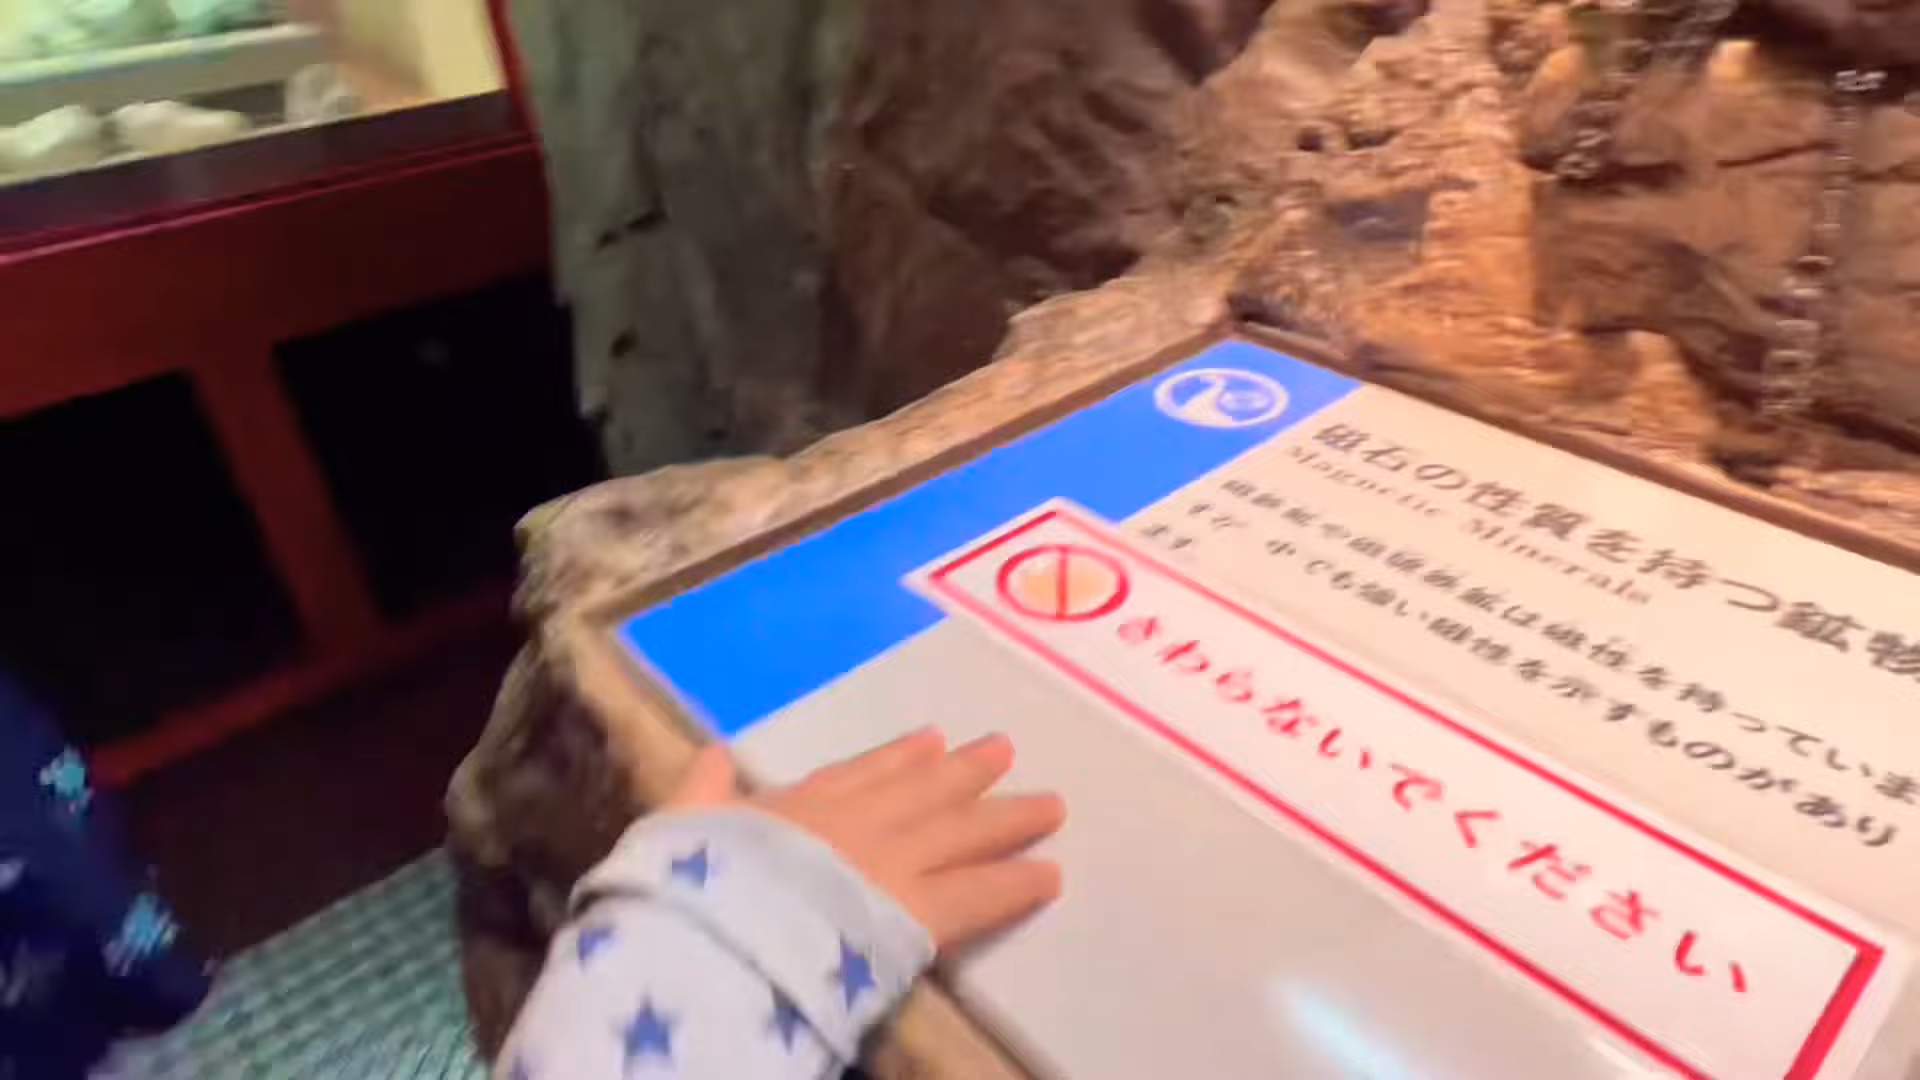 磁石の性質を持つ鉱物
Magnetic Minerals
磁鉄鉱や磁硫鉄鉱は磁性を持っていま
す。 中でも強い磁性を示すものがあり
ます。
さわらないでください